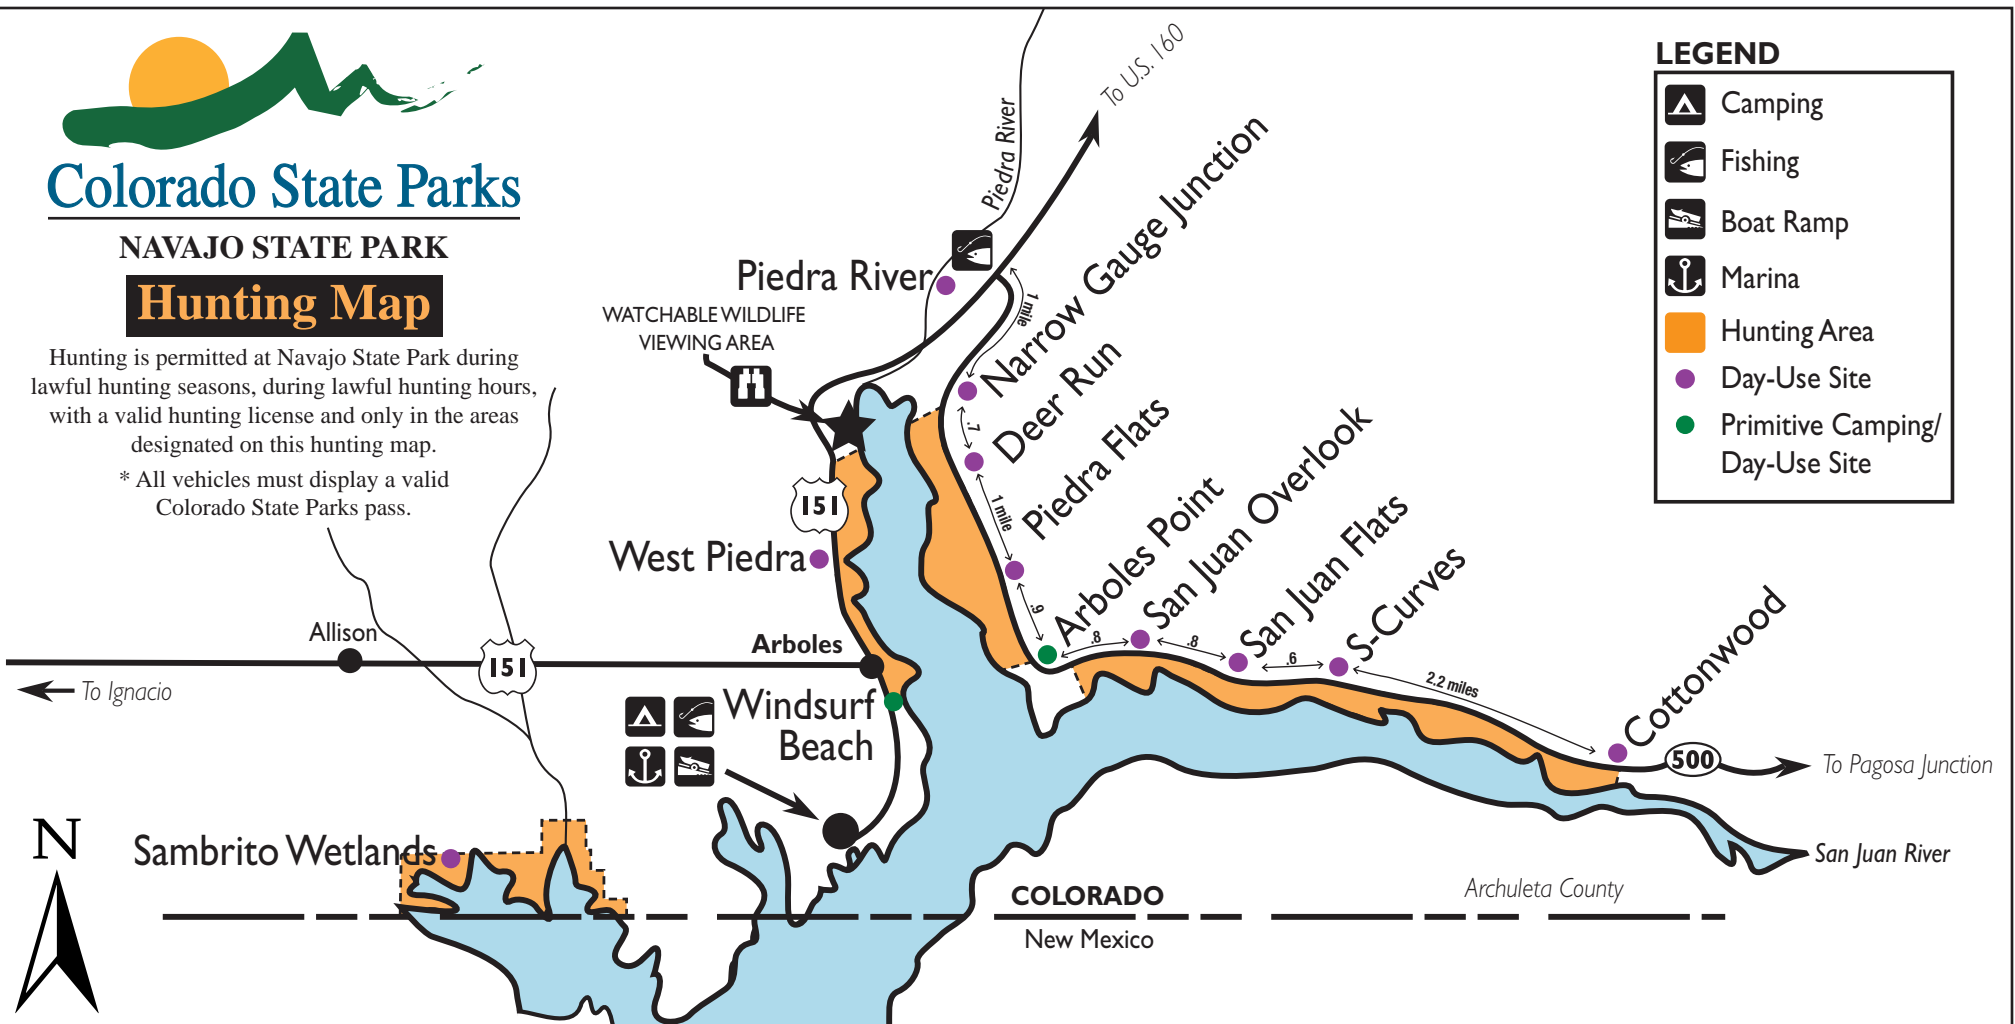 Colorado State Parks
NAVAJO STATE PARK
Hunting Map
Hunting is permitted at Navajo State Park during
lawful hunting seasons, during lawful hunting hours,
with a valid hunting license and only in the areas
designated on this hunting map.
* All vehicles must display a valid
Colorado State Parks pass.
LEGEND
Camping
Fishing
Boat Ramp
Marina
Hunting Area
Day-Use Site
Primitive Camping/
Day-Use Site
To U.S. 160
Piedra River
Piedra River
WATCHABLE WILDLIFE
VIEWING AREA
1 mile
Narrow Gauge Junction
.7
Deer Run
1 mile
Piedra Flats
.9
Arboles Point
.8
San Juan Overlook
.8
San Juan Flats
.6
S-Curves
2.2 miles
Cottonwood
500
To Pagosa Junction
San Juan River
151
West Piedra
Allison
151
Arboles
To Ignacio
Windsurf
Beach
N
Sambrito Wetlands
COLORADO
New Mexico
Archuleta County